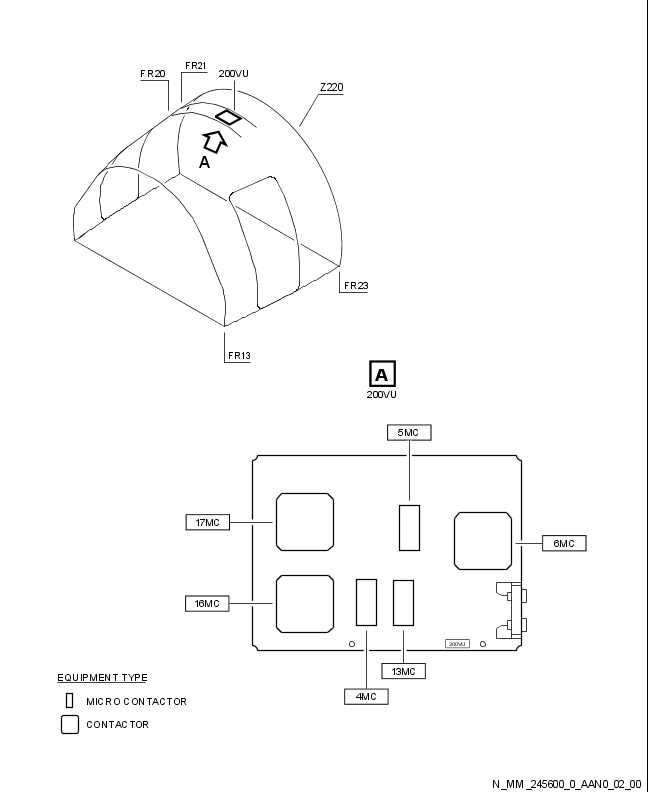 FR20
FR21
200VU
Z220
A
FR23
FR13
A
200VU
5MC
17MC
6MC
16MC
200VU
13MC
4MC
EQUIPMENT TYPE
MICRO CONTACTOR
CONTACTOR
N_MM_245600_0_AAN0_02_00